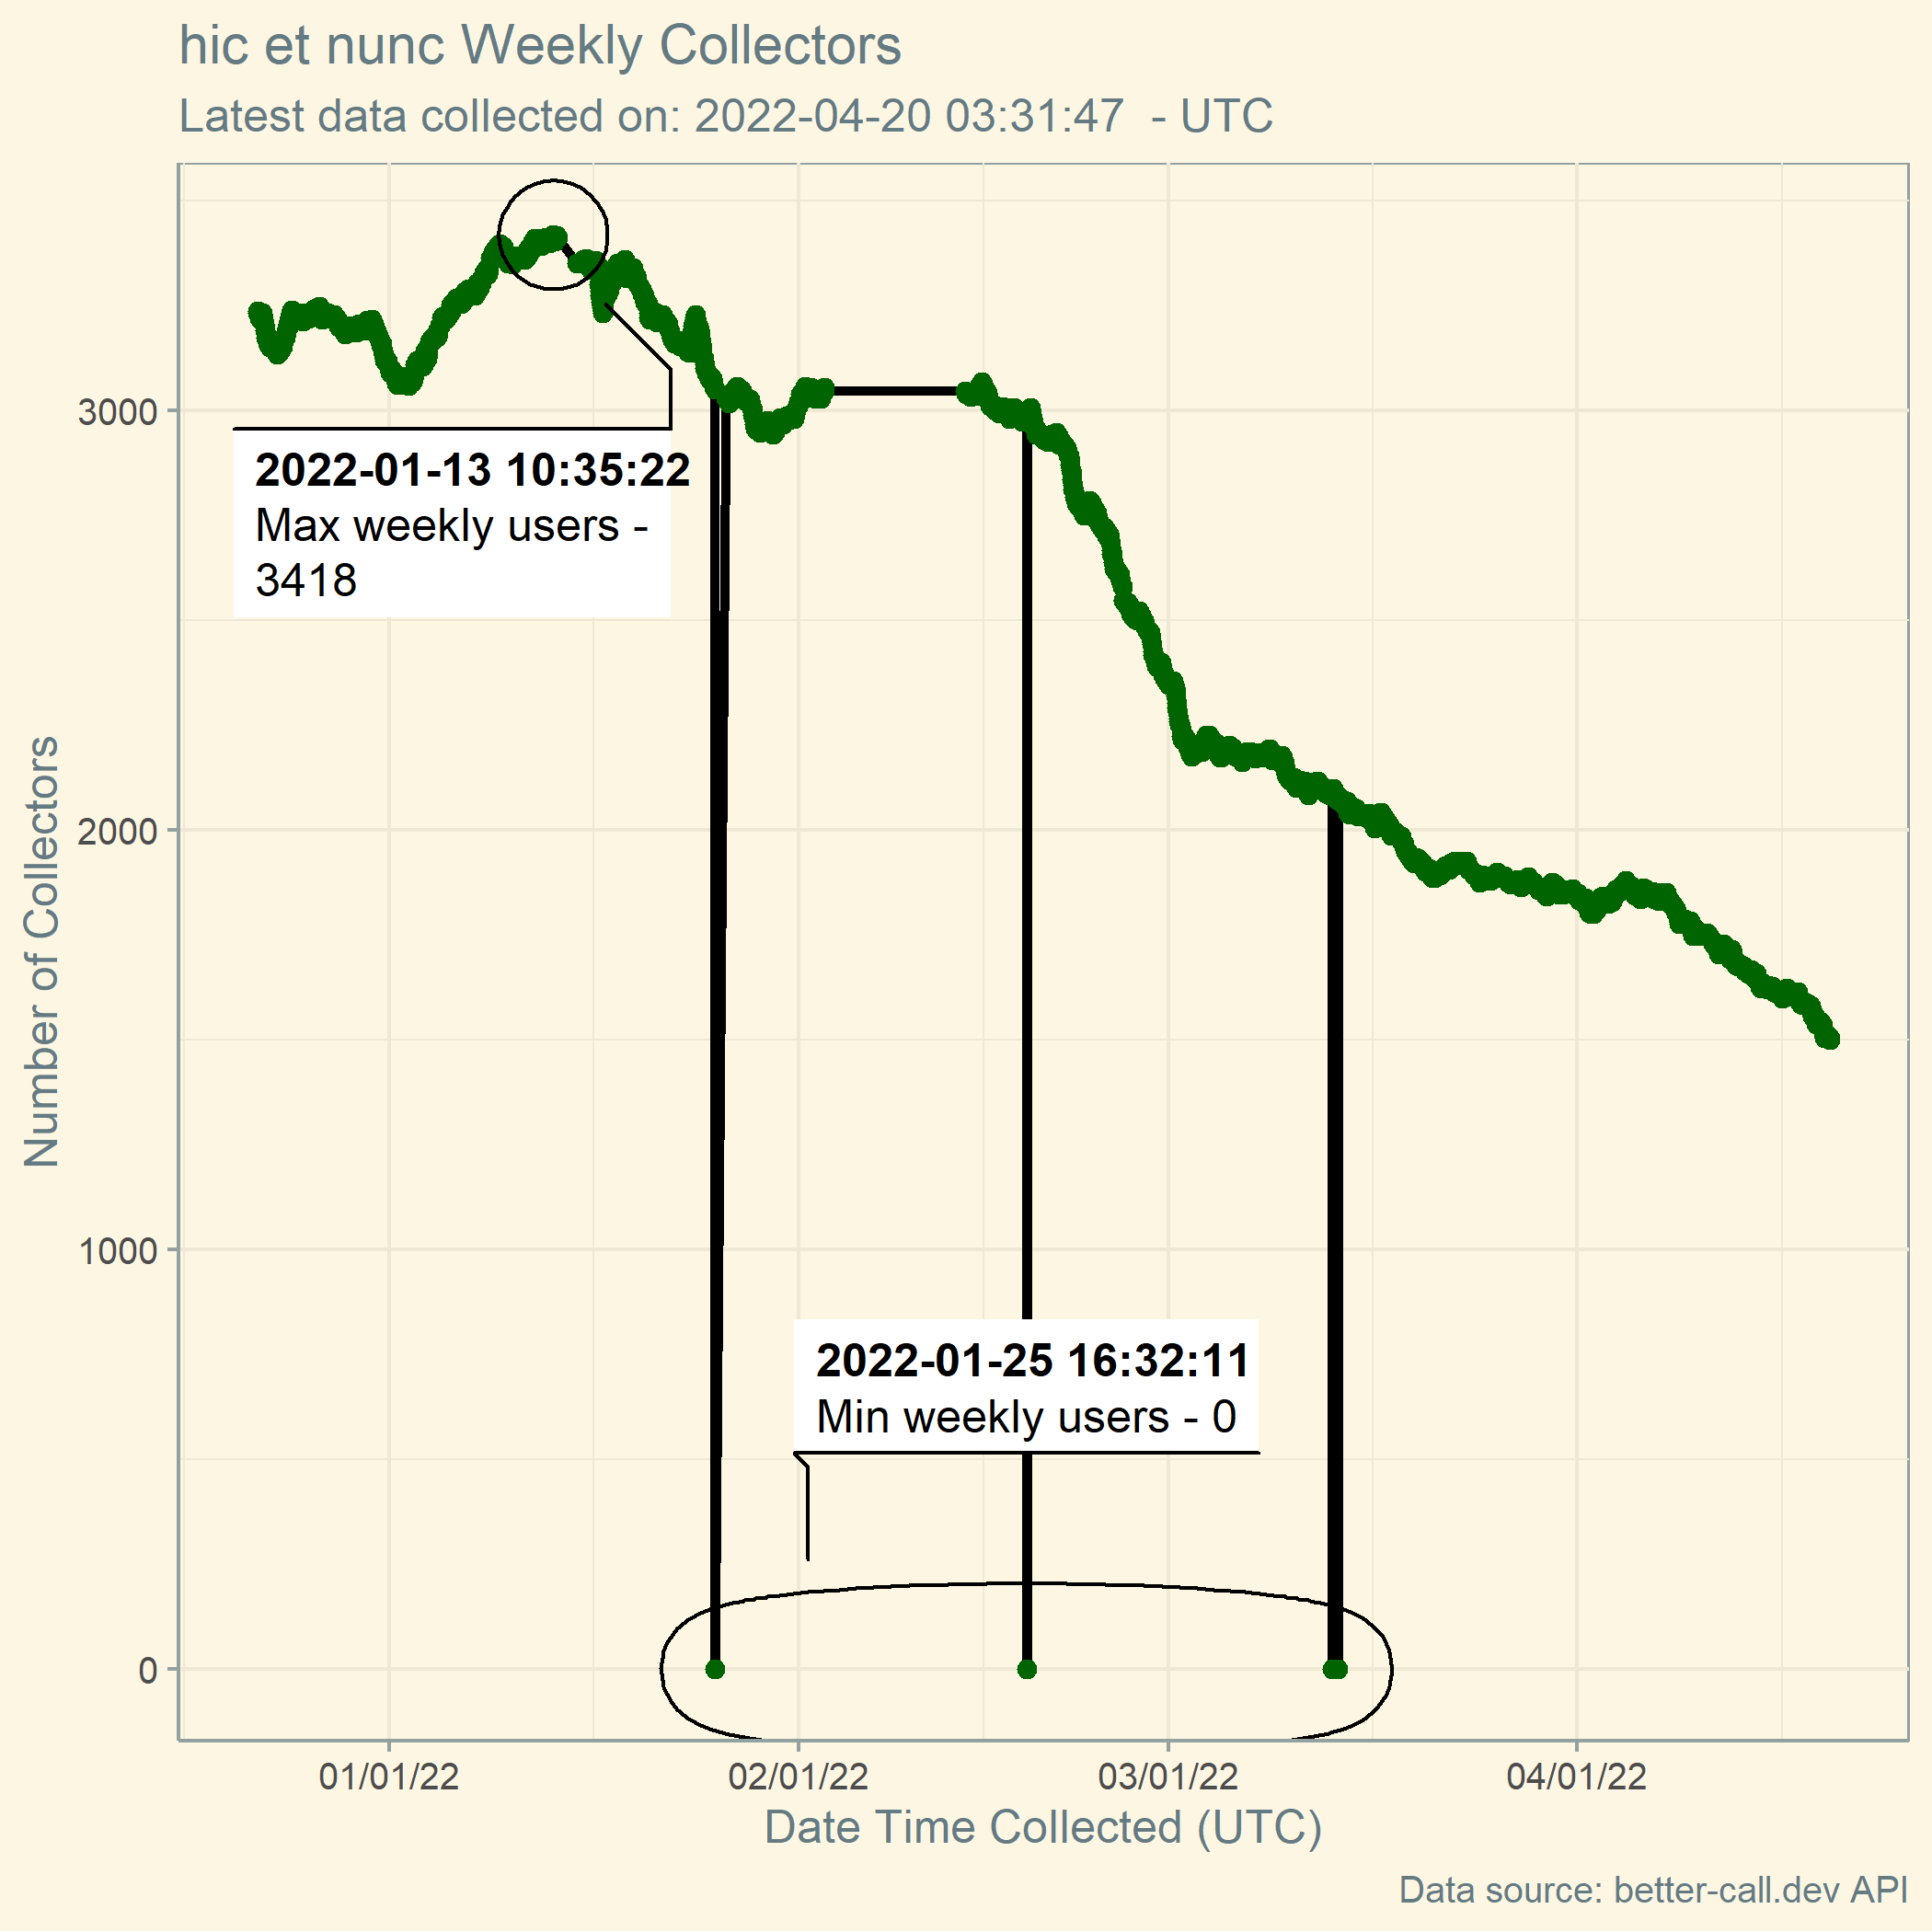 hic et nunc Weekly Collectors
Latest data collected on: 2022-04-20 03:31:47  - UTC
Number of Collectors
3000
2000
1000
0
2022-01-13 10:35:22
Max weekly users -
3418
2022-01-25 16:32:11
Min weekly users - 0
01/01/22
02/01/22
03/01/22
04/01/22
Date Time Collected (UTC)
Data source: better-call.dev API